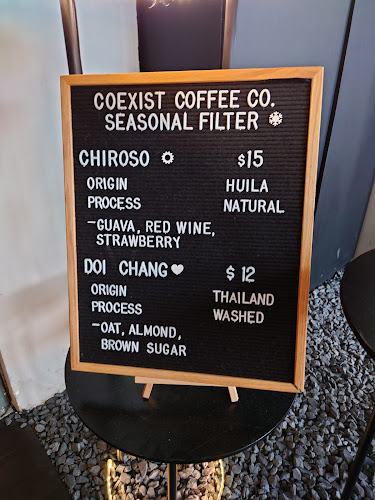 COEXIST COFFEE CO.
SEASONAL FILTER
CHIROSO $15
ORIGIN HUILA
PROCESS NATURAL
-GUAVA, RED WINE,
STRAWBERRY
DOI CHANG $12
ORIGIN THAILAND
PROCESS WASHED
-OAT, ALMOND,
BROWN SUGAR